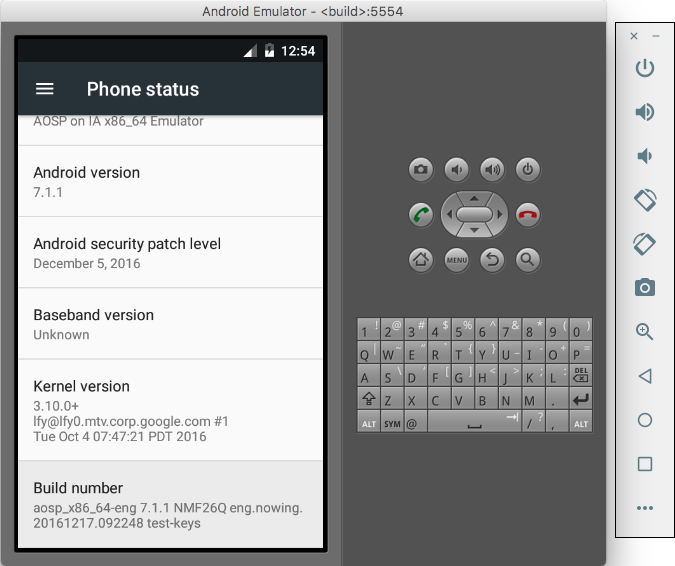 Android Emulator - <build>:5554
12:54
Phone status
AOSP on IA x86_64 Emulator
Android version
7.1.1
Android security patch level
December 5, 2016
Baseband version
Unknown
Kernel version
3.10.0+
lfy@lfy0.mtv.corp.google.com #1
Tue Oct 4 07:47:21 PDT 2016
Build number
aosp_x86_64-eng 7.1.1 NMF26Q eng.nowing.
20161217.092248 test-keys
MENU
1 ! 2 @ 3 # 4 $ 5 % 6 ^ 7 & 8 * 9 ( 0 )
Q | W ~ E " R ` T { Y } U _ I - O + P =
A S \ D ' F [ G ] H < J > K ; L : DEL
Z X C V B N M .
ALT SYM @ / ? , ALT